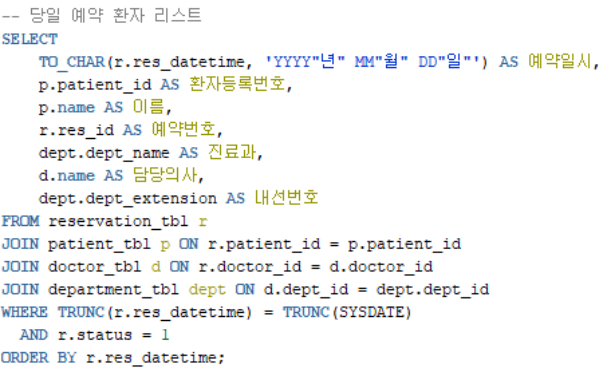 -- 당일 예약 환자 리스트
SELECT
TO_CHAR(r.res_datetime, 'YYYY"년" MM"월" DD"일"') AS 예약일시,
p.patient_id AS 환자등록번호,
p.name AS 이름,
r.res_id AS 예약번호,
dept.dept_name AS 진료과,
d.name AS 담당의사,
dept.dept_extension AS 내선번호
FROM reservation_tbl r
JOIN patient_tbl p ON r.patient_id = p.patient_id
JOIN doctor_tbl d ON r.doctor_id = d.doctor_id
JOIN department_tbl dept ON d.dept_id = dept.dept_id
WHERE TRUNC(r.res_datetime) = TRUNC(SYSDATE)
AND r.status = 1
ORDER BY r.res_datetime;